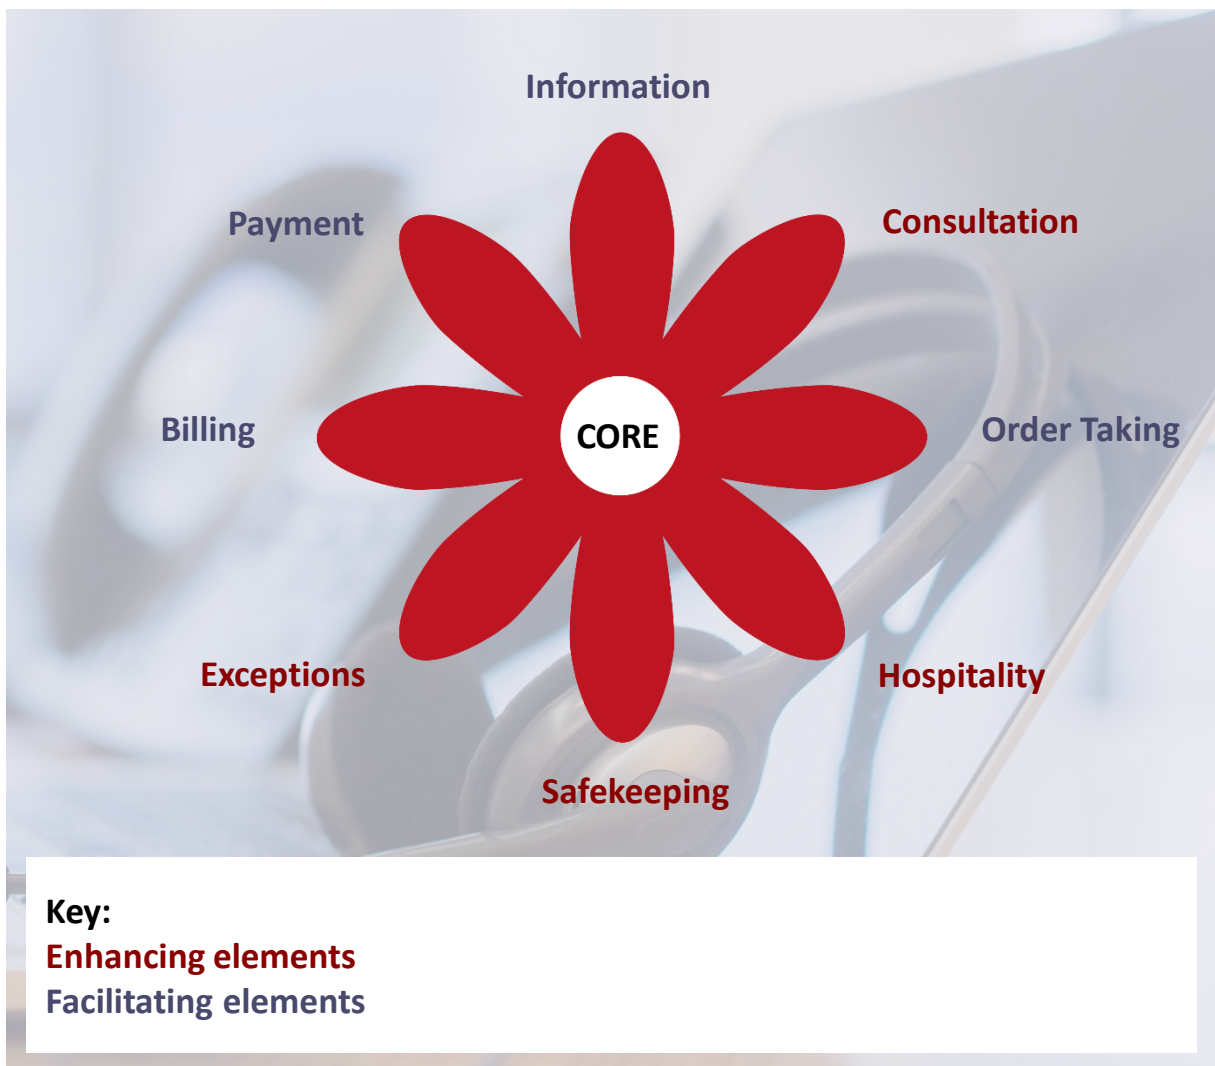 Information
Payment
Consultation
Billing
CORE
Order Taking
Exceptions
Hospitality
Safekeeping
Key:
Enhancing elements
Facilitating elements